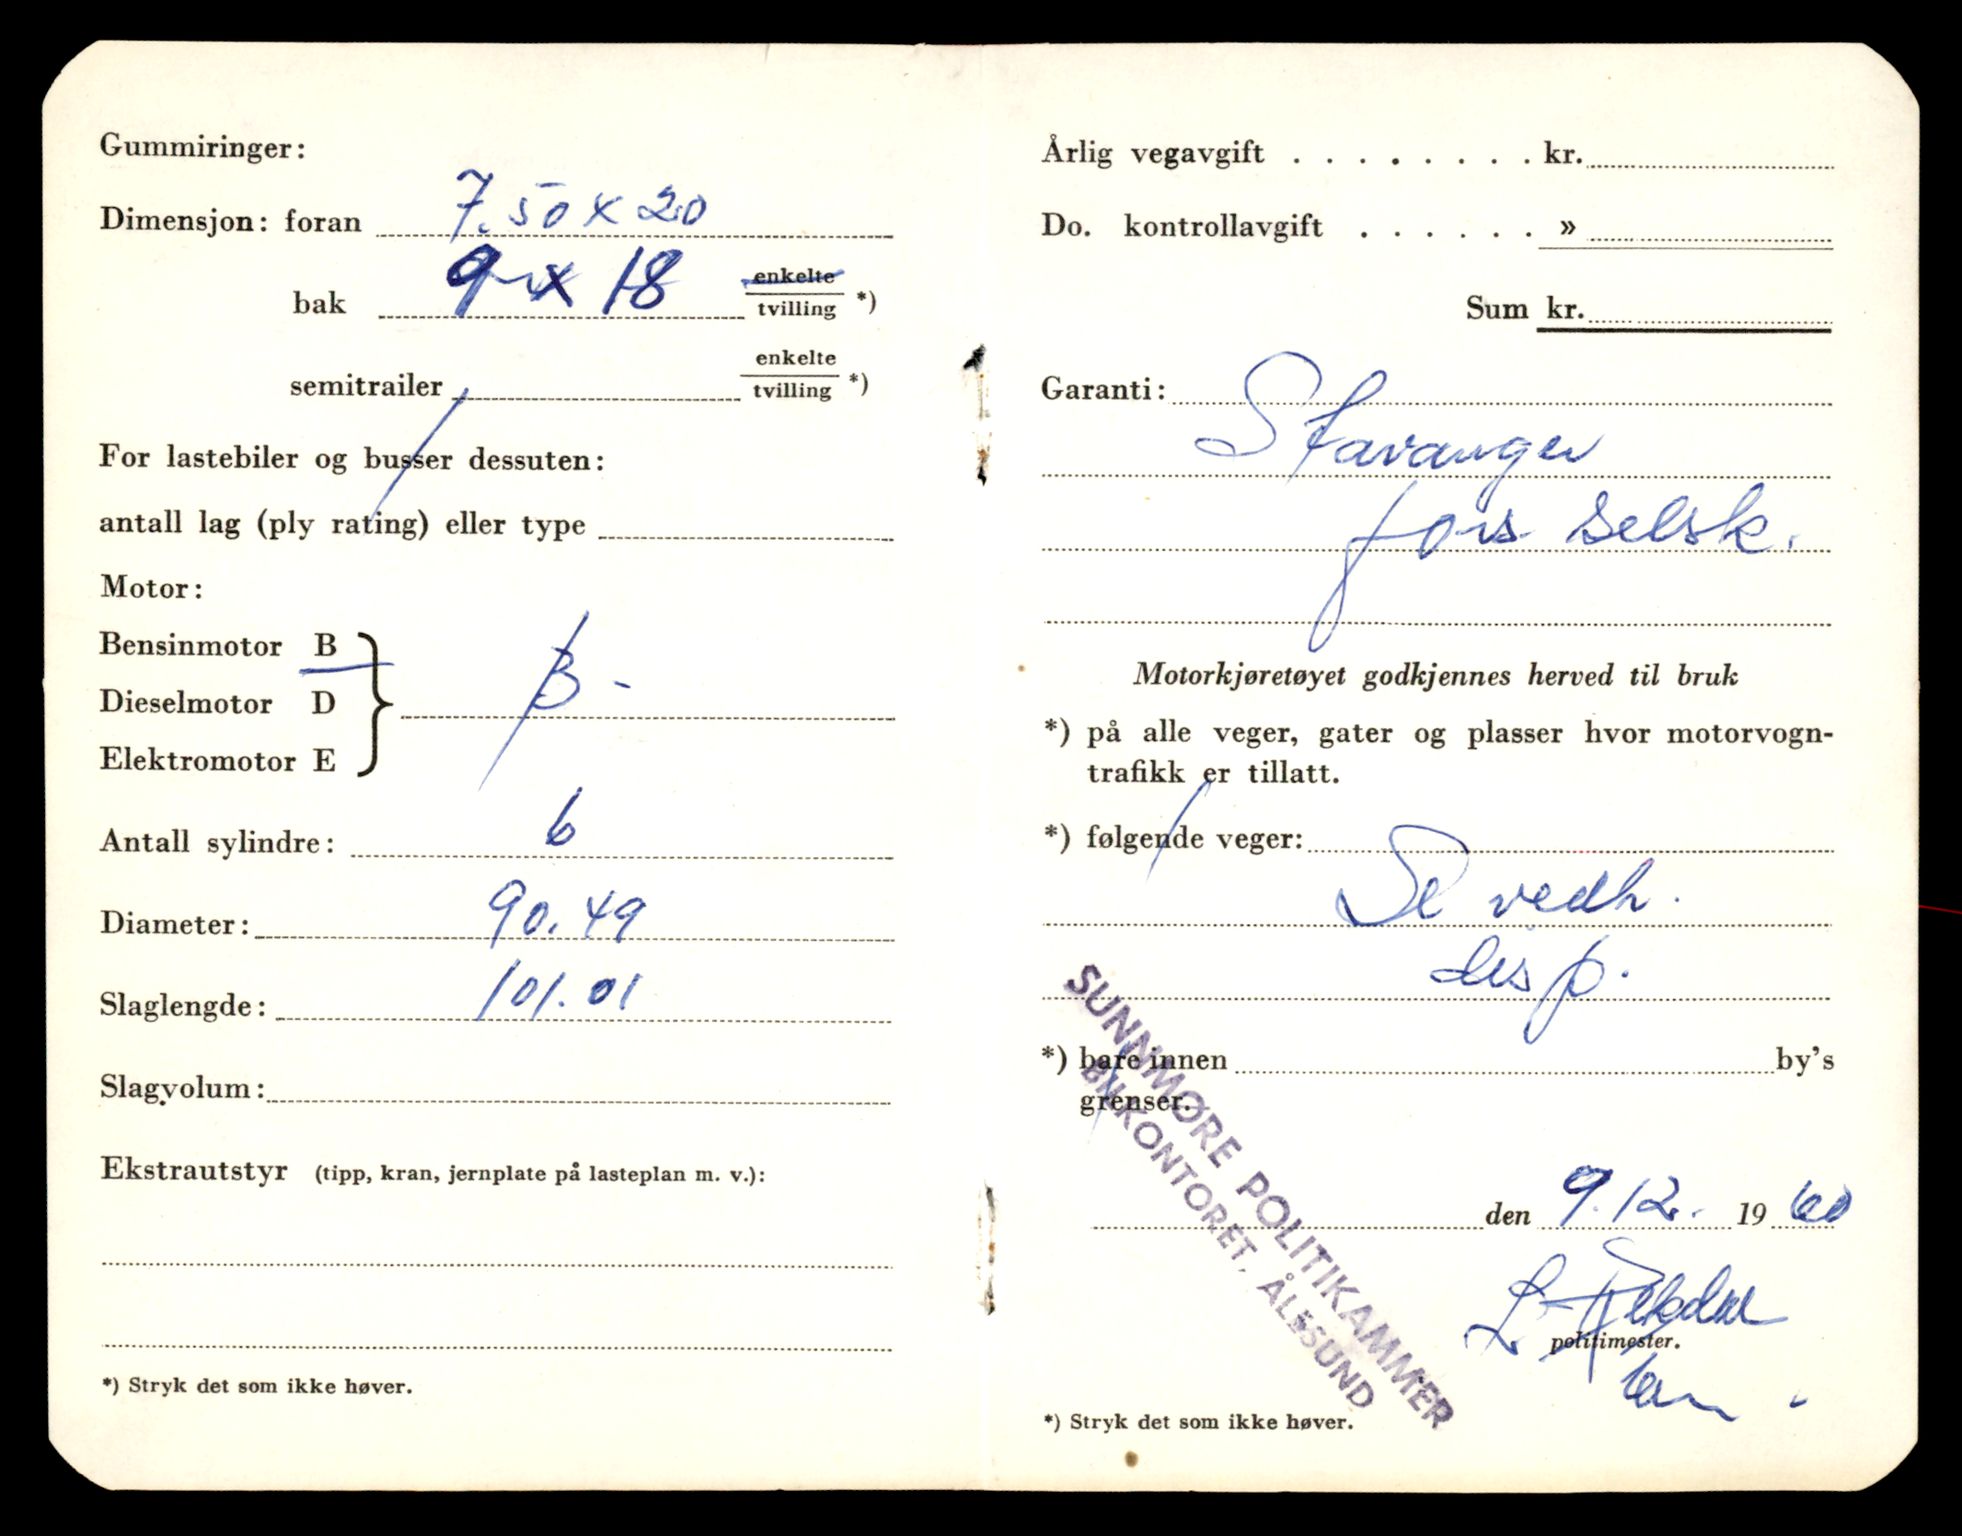 Gummiringer:
Dimensjon: foran 7.50 x 20
bak 9 x 18 enkelte / tvilling *)
semitrailer enkelte / tvilling *)
For lastebiler og busser dessuten:
antall lag (ply rating) eller type
Motor:
Bensinmotor B
Dieselmotor D
Elektromotor E
B -
Antall sylindre: 6
Diameter: 90.49
Slaglengde: 101.01
Slagvolum:
Ekstrautstyr (tipp, kran, jernplate på lasteplan m. v.):
*) Stryk det som ikke høver.
Årlig vegavgift . . . . . . . . kr.
Do. kontrollavgift . . . . . . »
Sum kr.
Garanti: Stavanger
fors selsk.
Motorkjøretøyet godkjennes herved til bruk
*) på alle veger, gater og plasser hvor motorvogn-
trafikk er tillatt.
*) følgende veger:
Se vedh.
disp.
*) bare innen by's
grenser.
SUNNMØRE POLITIKAMMER
BILKONTORET, ÅLESUND
den 9.12. 1960
politimester.
*) Stryk det som ikke høver.